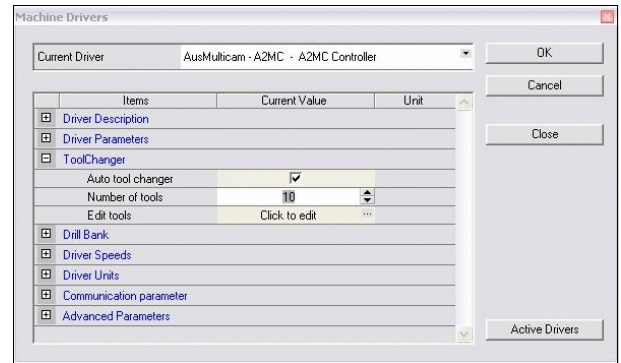 Machine Drivers
Current Driver AusMulticam - A2MC - A2MC Controller
OK
Cancel
Close
Items Current Value Unit
Driver Description
Driver Parameters
ToolChanger
Auto tool changer
Number of tools 10
Edit tools Click to edit ...
Drill Bank
Driver Speeds
Driver Units
Communication parameter
Advanced Parameters
Active Drivers